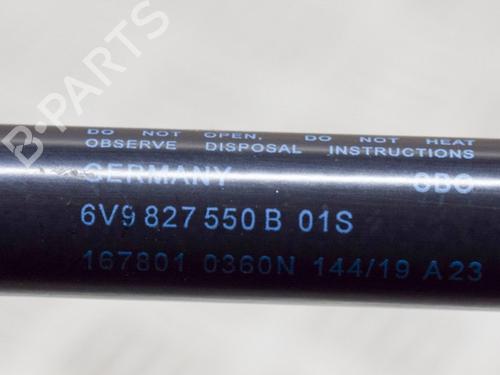 B-PARTS
DO NOT OPEN. DO NOT HEAT
OBSERVE DISPOSAL INSTRUCTIONS
GERMANY
6V9 827 550 B 01S
167801 0360N 144/19 A 23